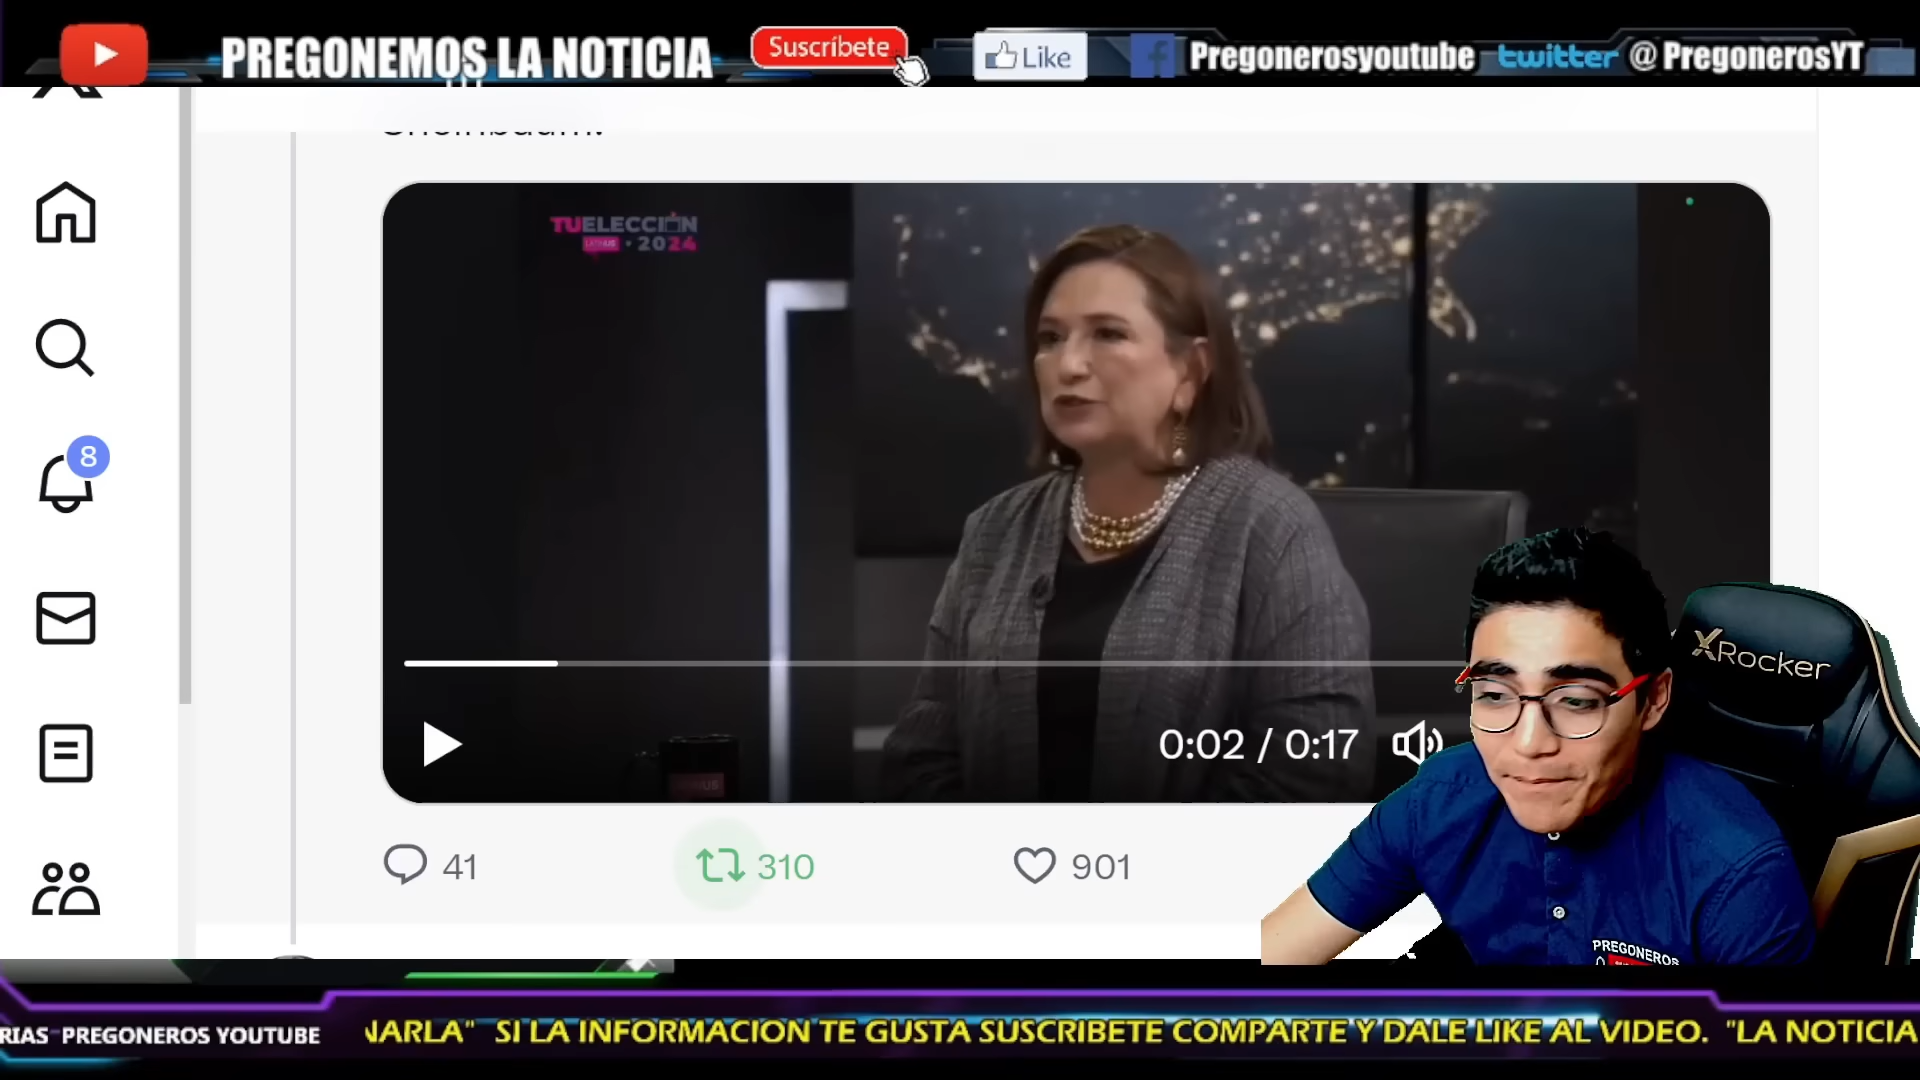 PREGONEMOS LA NOTICIA
Suscríbete
Like
Pregonerosyoutube
twitter @PregonerosYT
TUELECCIÓN
LATINUS • 2024
8
XRocker
0:02 / 0:17
41
310
901
PREGONEROS
RIAS PREGONEROS YOUTUBE
NARLA" SI LA INFORMACION TE GUSTA SUSCRIBETE COMPARTE Y DALE LIKE AL VIDEO. "LA NOTICIA